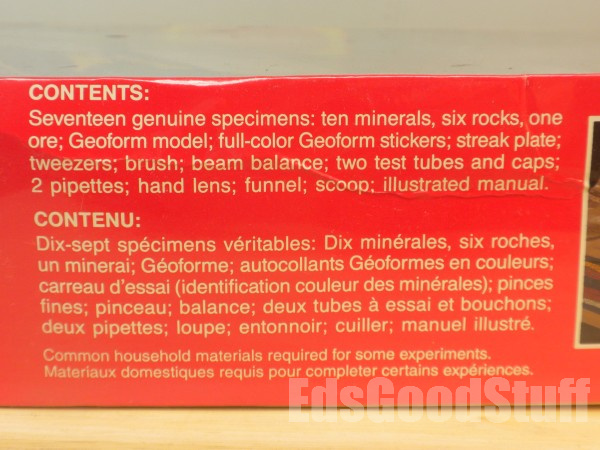 CONTENTS:
Seventeen genuine specimens: ten minerals, six rocks, one
ore; Geoform model; full-color Geoform stickers; streak plate;
tweezers; brush; beam balance; two test tubes and caps;
2 pipettes; hand lens; funnel; scoop; illustrated manual.
CONTENU:
Dix-sept spécimens véritables: Dix minérales, six roches,
un minerai; Géoforme; autocollants Géoformes en couleurs;
carreau d'essai (identification couleur des minérales); pinces
fines; pinceau; balance; deux tubes à essai et bouchons;
deux pipettes; loupe; entonnoir; cuiller; manuel illustré.
Common household materials required for some experiments.
Materiaux domestiques requis pour completer certains expériences.
EdsGoodStuff